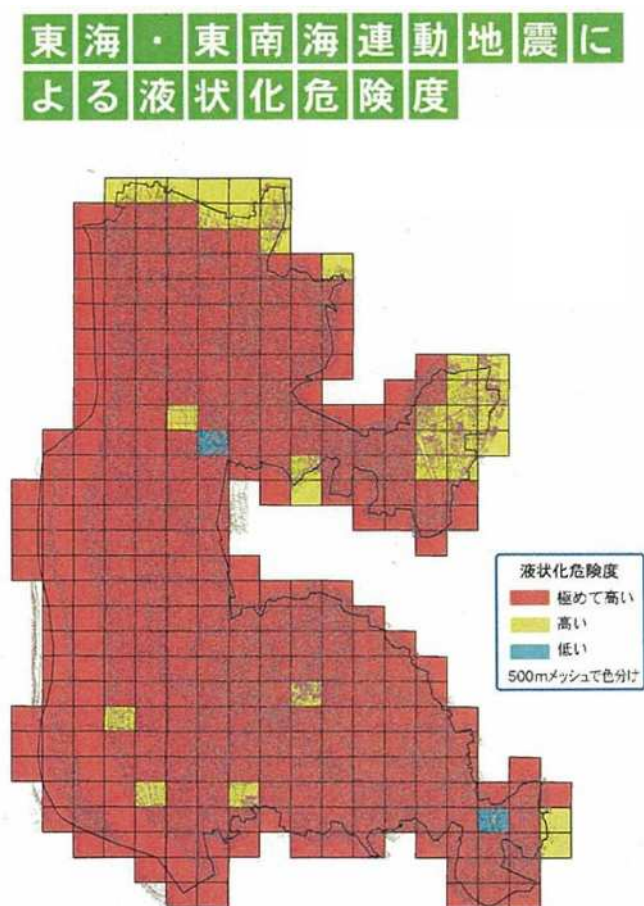 東海・東南海連動地震に
よる液状化危険度
液状化危険度
極めて高い
高い
低い
500mメッシュで色分け